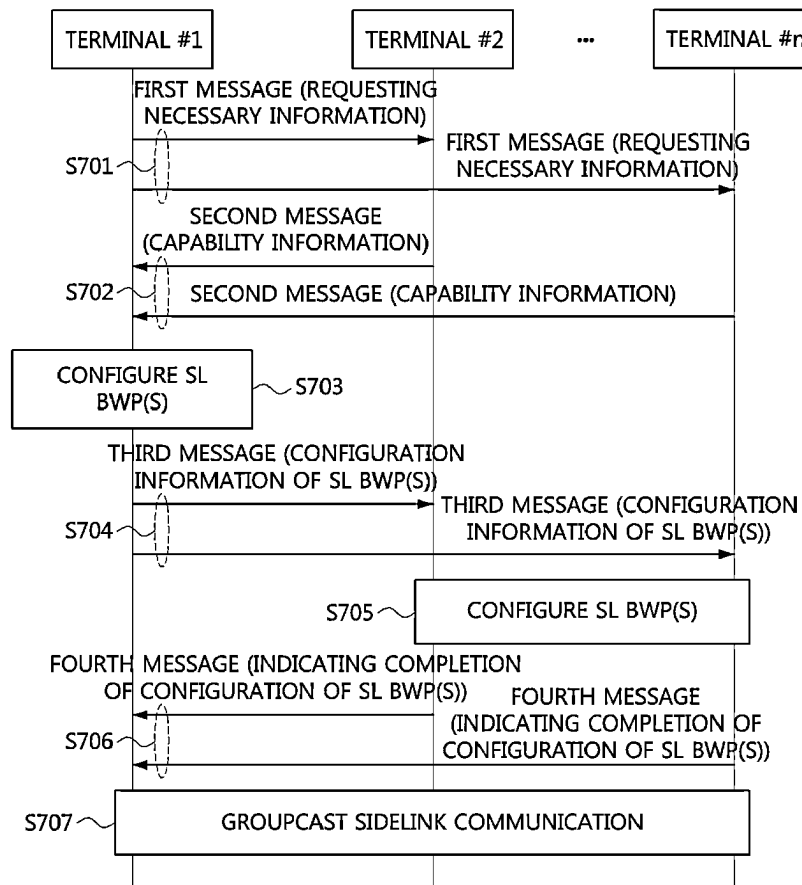 TERMINAL #1
TERMINAL #2
...
TERMINAL #n
FIRST MESSAGE (REQUESTING
NECESSARY INFORMATION)
FIRST MESSAGE (REQUESTING
NECESSARY INFORMATION)
S701
SECOND MESSAGE
(CAPABILITY INFORMATION)
S702
SECOND MESSAGE (CAPABILITY INFORMATION)
CONFIGURE SL
BWP(S)
S703
THIRD MESSAGE (CONFIGURATION
INFORMATION OF SL BWP(S))
THIRD MESSAGE (CONFIGURATION
INFORMATION OF SL BWP(S))
S704
S705
CONFIGURE SL BWP(S)
FOURTH MESSAGE (INDICATING COMPLETION
OF CONFIGURATION OF SL BWP(S))
FOURTH MESSAGE
(INDICATING COMPLETION OF
CONFIGURATION OF SL BWP(S))
S706
S707
GROUPCAST SIDELINK COMMUNICATION